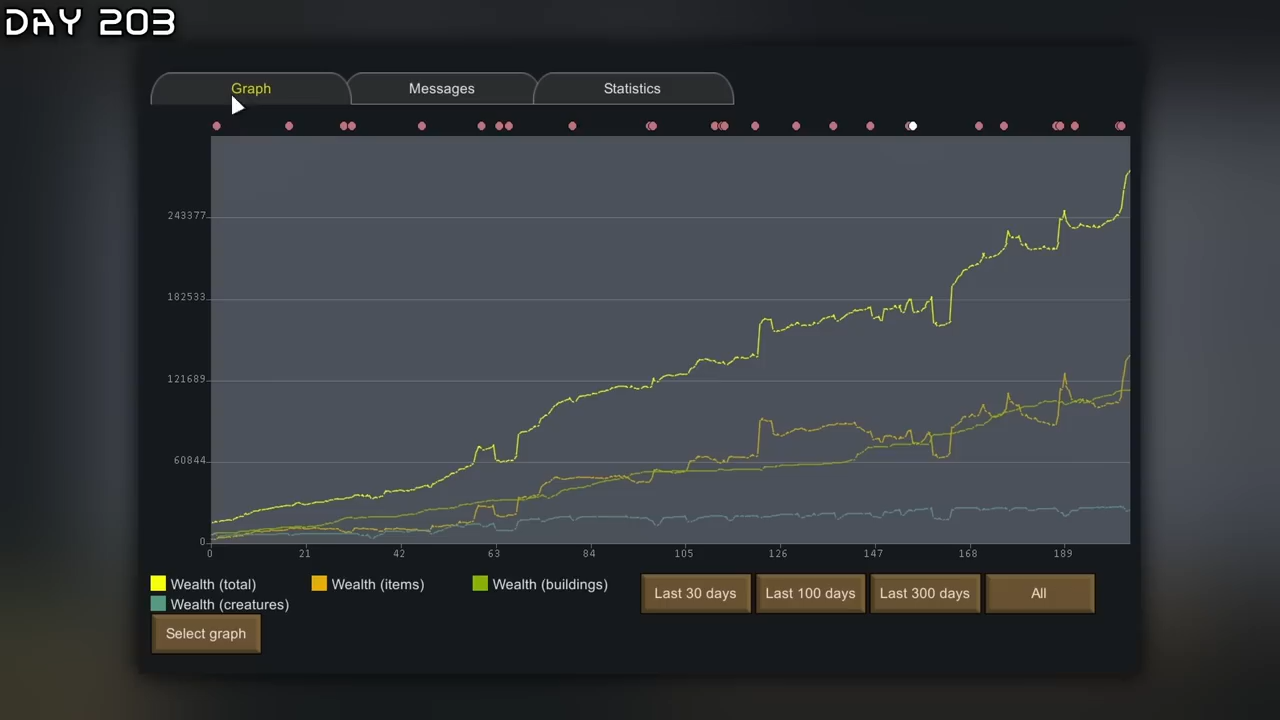 DAY 203
Graph
Messages
Statistics
243377
182533
121689
60844
0
0 21 42 63 84 105 126 147 168 189
Wealth (total)
Wealth (items)
Wealth (buildings)
Wealth (creatures)
Last 30 days
Last 100 days
Last 300 days
All
Select graph